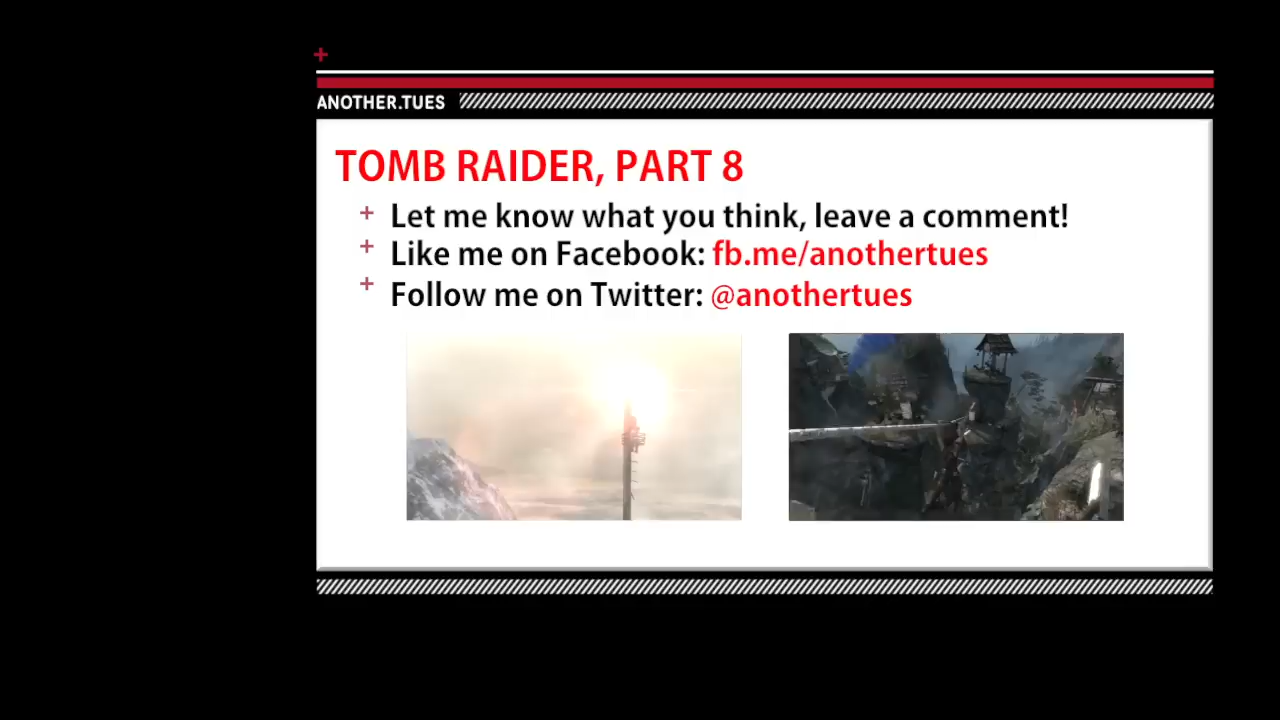 ANOTHER.TUES
TOMB RAIDER, PART 8
+ Let me know what you think, leave a comment!
+ Like me on Facebook: fb.me/anothertues
+ Follow me on Twitter: @anothertues